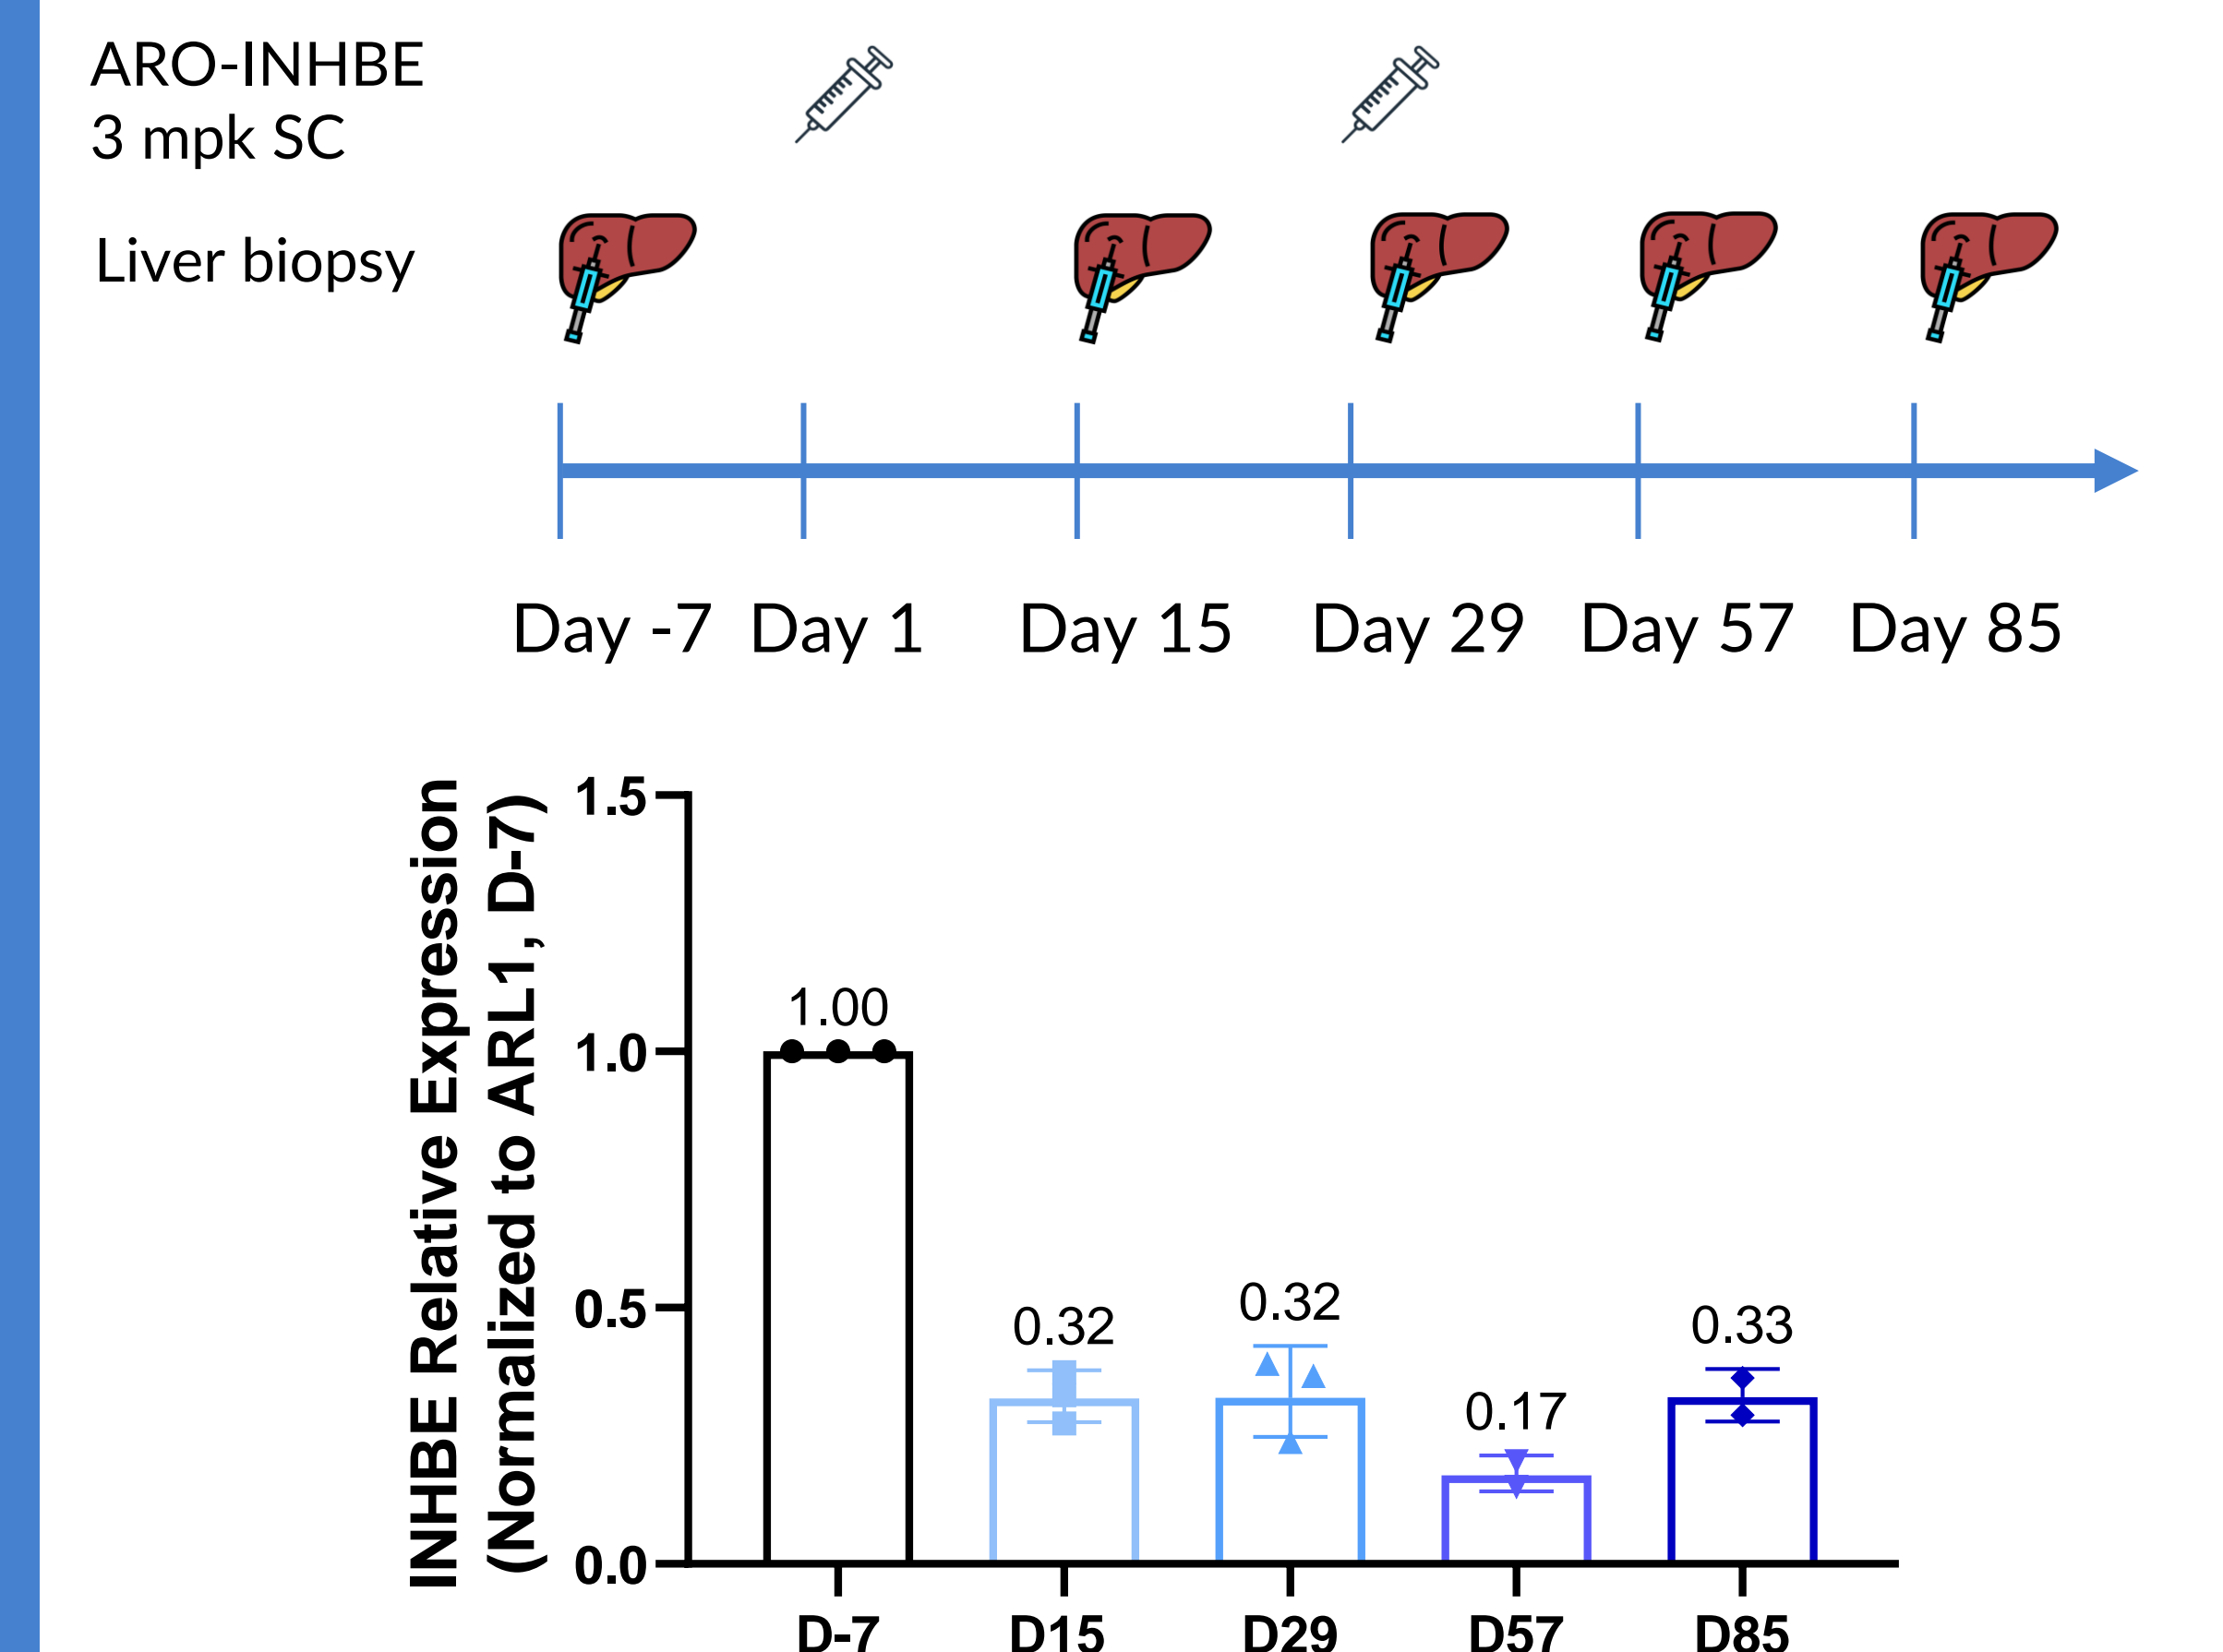 ARO-INHBE
3 mpk SC
Liver biopsy
Day -7 Day 1 Day 15 Day 29 Day 57 Day 85
INHBE Relative Expression
(Normalized to ARL1, D-7)
1.5
1.0
0.5
0.0
1.00
0.32
0.32
0.17
0.33
D-7 D15 D29 D57 D85